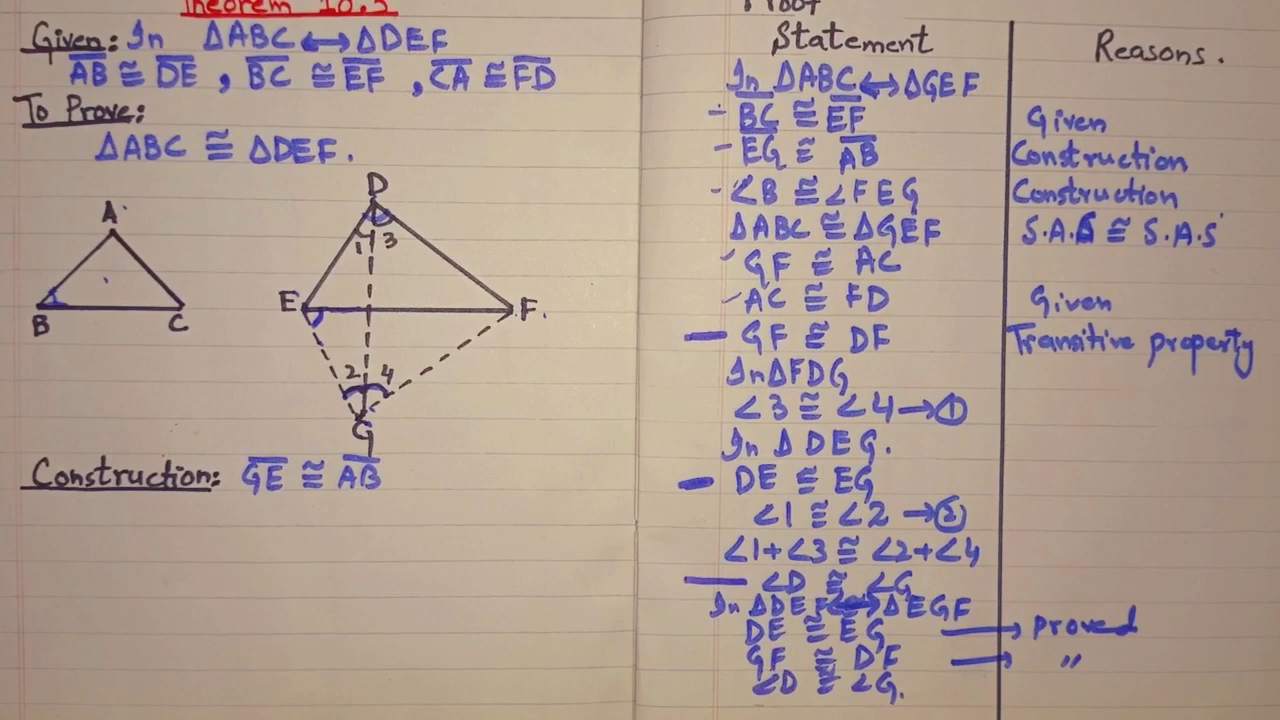 Theorem 10.5
Given: In ΔABC ↔ ΔDEF
AB ≅ DE , BC ≅ EF , CA ≅ FD
To Prove:
ΔABC ≅ ΔDEF.
A
B
C
D
1 3
E
F.
2 4
G
Construction: GE ≅ AB
Proof
Statement Reasons.
In ΔABC ↔ ΔGEF
- BC ≅ EF Given
- EG ≅ AB Construction
- ∠B ≅ ∠FEG Construction
ΔABC ≅ ΔGEF S.A.S ≅ S.A.S
GF ≅ AC
- AC ≅ FD Given
- GF ≅ DF Transitive property
In ΔFDG
∠3 ≅ ∠4 → ①
In ΔDEG.
- DE ≅ EG
∠1 ≅ ∠2 → ②
∠1+∠3 ≅ ∠2+∠4
— ∠D ≅ ∠G
In ΔDEF ↔ ΔEGF
DE ≅ EG → proved
GF ≅ DF → "
∠D ≅ ∠G.